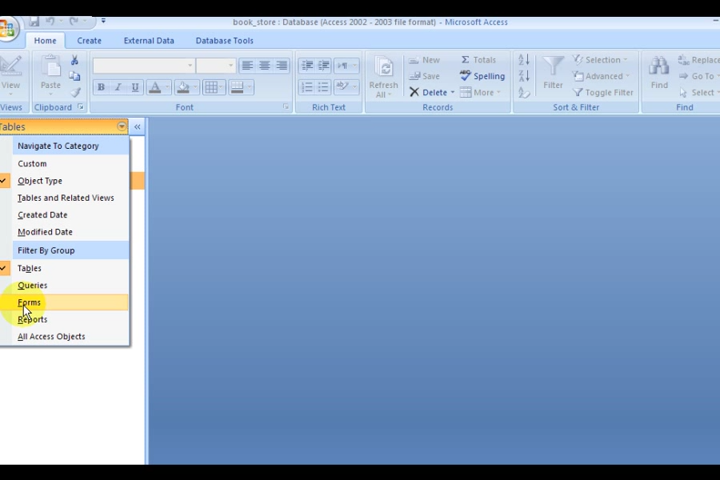 book_store : Database (Access 2002 - 2003 file format) - Microsoft Access
Home Create External Data Database Tools
View
Paste
B I U
Refresh All
New
Save
Delete
Totals
Spelling
More
Filter
Selection
Advanced
Toggle Filter
Find
Replace
Go To
Select
Views Clipboard Font Rich Text Records Sort & Filter Find
Tables
Navigate To Category
Custom
Object Type
Tables and Related Views
Created Date
Modified Date
Filter By Group
Tables
Queries
Forms
Reports
All Access Objects